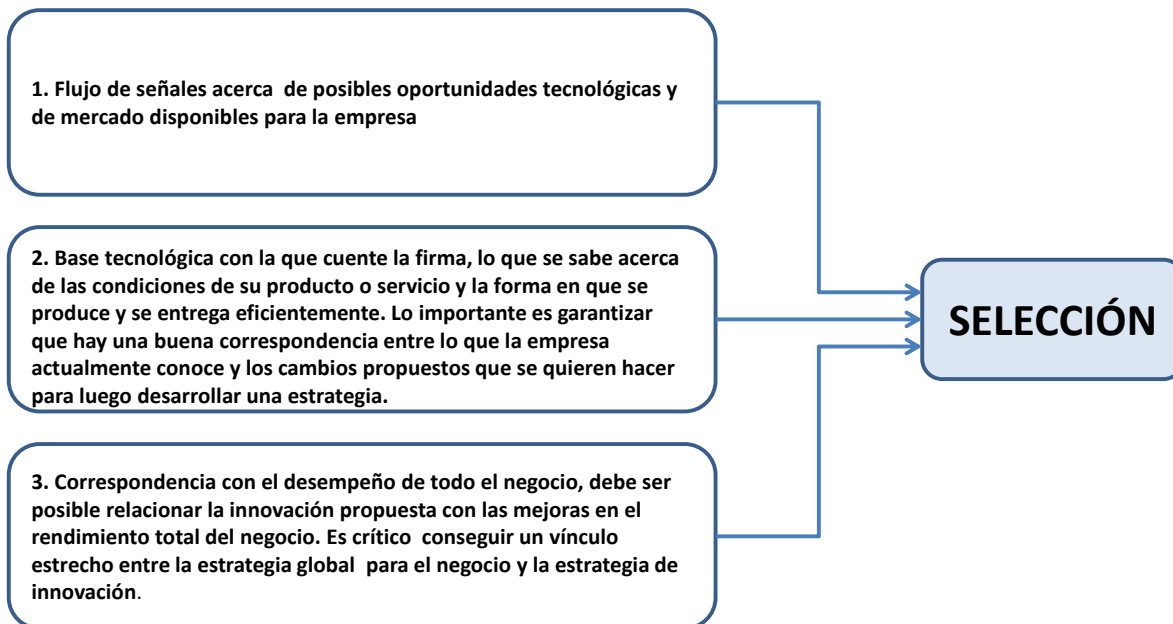 1. Flujo de señales acerca de posibles oportunidades tecnológicas y
de mercado disponibles para la empresa
2. Base tecnológica con la que cuente la firma, lo que se sabe acerca
de las condiciones de su producto o servicio y la forma en que se
produce y se entrega eficientemente. Lo importante es garantizar
que hay una buena correspondencia entre lo que la empresa
actualmente conoce y los cambios propuestos que se quieren hacer
para luego desarrollar una estrategia.
SELECCIÓN
3. Correspondencia con el desempeño de todo el negocio, debe ser
posible relacionar la innovación propuesta con las mejoras en el
rendimiento total del negocio. Es crítico conseguir un vínculo
estrecho entre la estrategia global para el negocio y la estrategia de
innovación.